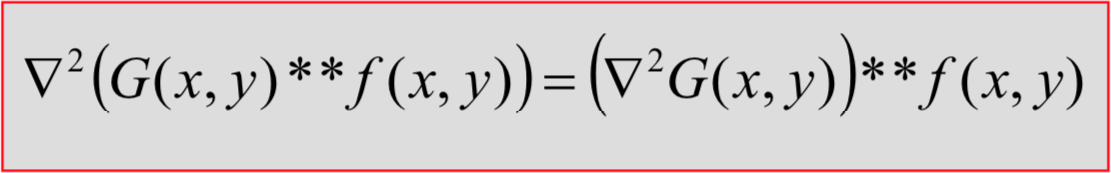 ∇²(G(x, y) ** f(x, y)) = (∇²G(x, y)) ** f(x, y)